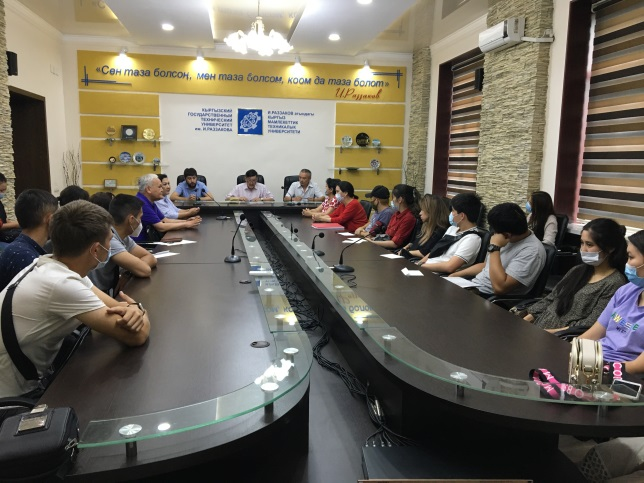 «Сен таза болсоң, мен таза болсом, коом да таза болот»
И.Раззаков
КЫРГЫЗСКИЙ
ГОСУДАРСТВЕННЫЙ
ТЕХНИЧЕСКИЙ
УНИВЕРСИТЕТ
ИМ. И.РАЗЗАКОВА
И.РАЗЗАКОВ АТЫНДАГЫ
КЫРГЫЗ
МАМЛЕКЕТТИК
ТЕХНИКАЛЫК
УНИВЕРСИТЕТИ